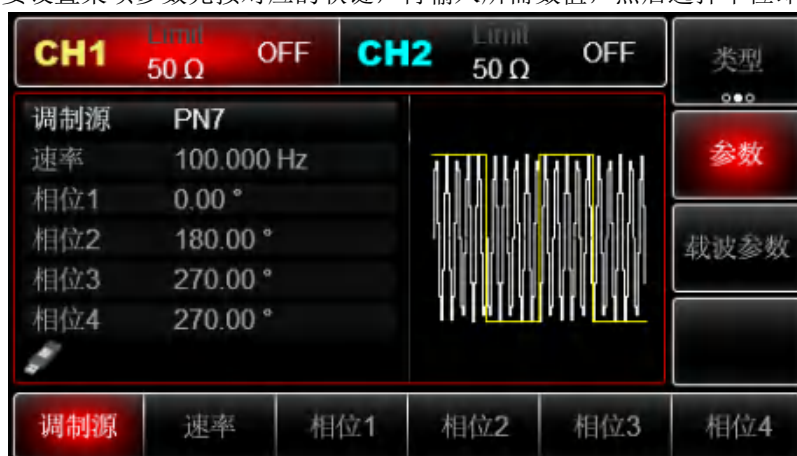 CH1 Limit 50 Ω OFF CH2 Limit 50 Ω OFF
类型
调制源 PN7
速率 100.000 Hz
相位1 0.00 °
相位2 180.00 °
相位3 270.00 °
相位4 270.00 °
参数
载波参数
调制源 速率 相位1 相位2 相位3 相位4